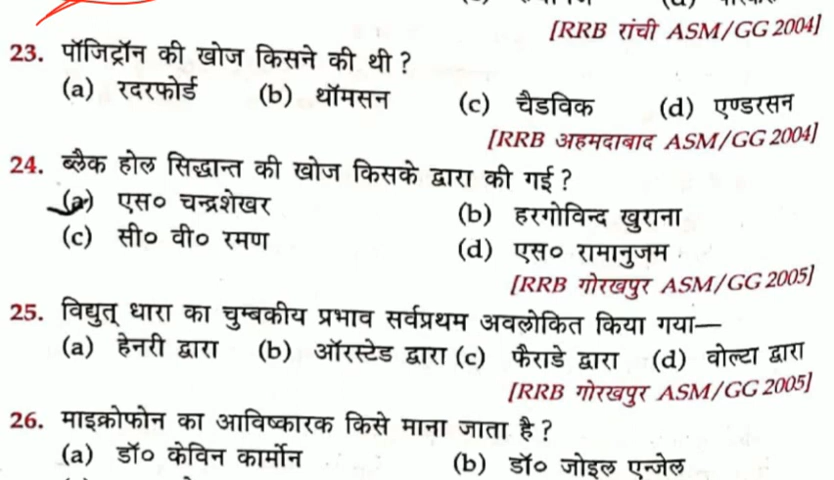 [RRB रांची ASM/GG 2004]
23. पॉजिट्रॉन की खोज किसने की थी ?
(a) रदरफोर्ड (b) थॉमसन (c) चैडविक (d) एण्डरसन
[RRB अहमदाबाद ASM/GG 2004]
24. ब्लैक होल सिद्धान्त की खोज किसके द्वारा की गई ?
(a) एस० चन्द्रशेखर (b) हरगोविन्द खुराना
(c) सी० वी० रमण (d) एस० रामानुजम
[RRB गोरखपुर ASM/GG 2005]
25. विद्युत् धारा का चुम्बकीय प्रभाव सर्वप्रथम अवलोकित किया गया—
(a) हेनरी द्वारा (b) ऑरस्टेड द्वारा (c) फैराडे द्वारा (d) वोल्टा द्वारा
[RRB गोरखपुर ASM/GG 2005]
26. माइक्रोफोन का आविष्कारक किसे माना जाता है ?
(a) डॉ० केविन कार्मोन (b) डॉ० जोइल एन्जेल